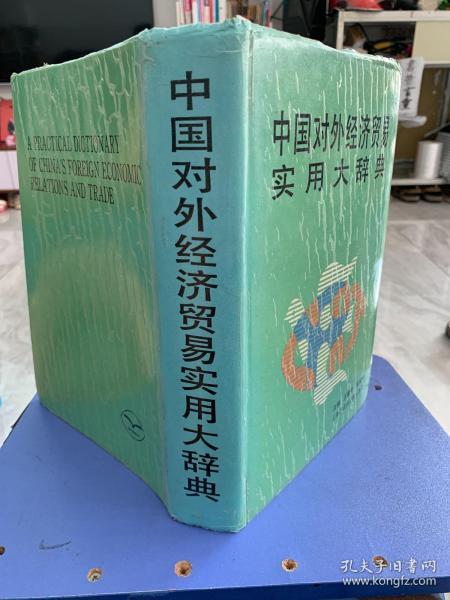 A PRACTICAL DICTIONARY
OF CHINA'S FOREIGN ECONOMIC
RELATIONS AND TRADE
中国对外经济贸易实用大辞典
中国对外经济贸易
实用大辞典
孔夫子旧书网
www.kongfz.com